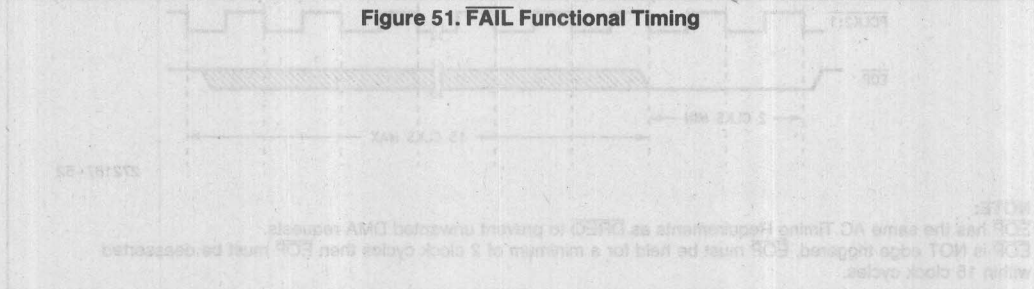 Figure 51. F̅A̅I̅L̅ Functional Timing
PCLK2:1
EOP
2 CLKS MIN
15 CLKS MAX
272187-52
NOTE:
EOP has the same AC Timing Requirements as DREQ to prevent unwanted DMA requests.
EOP is NOT edge triggered. EOP must be held for a minimum of 2 clock cycles then EOP must be deasserted
within 15 clock cycles.